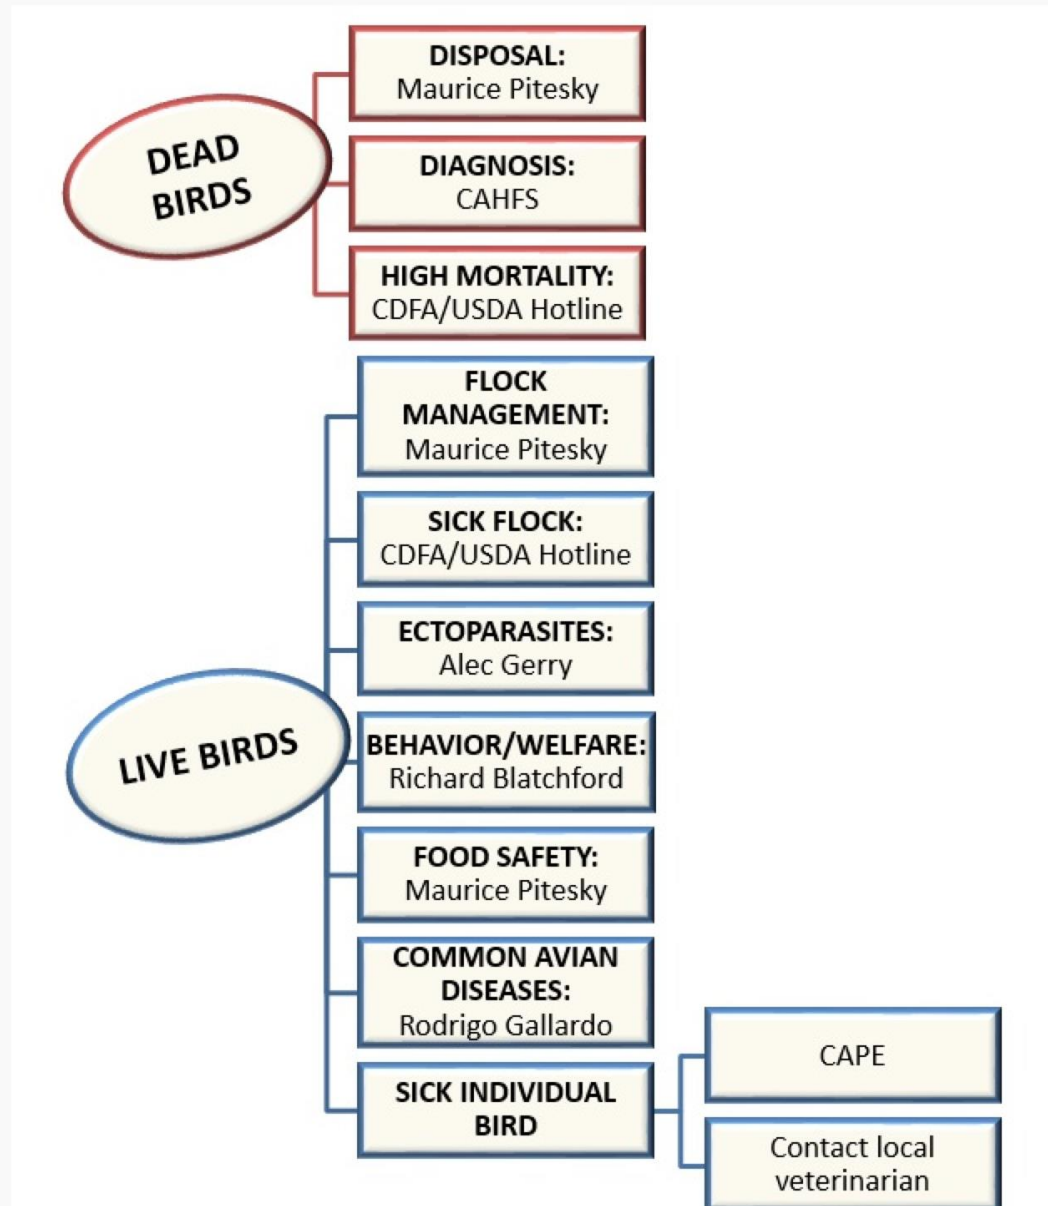 DISPOSAL:
Maurice Pitesky
DEAD
BIRDS
DIAGNOSIS:
CAHFS
HIGH MORTALITY:
CDFA/USDA Hotline
FLOCK
MANAGEMENT:
Maurice Pitesky
SICK FLOCK:
CDFA/USDA Hotline
ECTOPARASITES:
Alec Gerry
LIVE BIRDS
BEHAVIOR/WELFARE:
Richard Blatchford
FOOD SAFETY:
Maurice Pitesky
COMMON AVIAN
DISEASES:
Rodrigo Gallardo
SICK INDIVIDUAL
BIRD
CAPE
Contact local
veterinarian